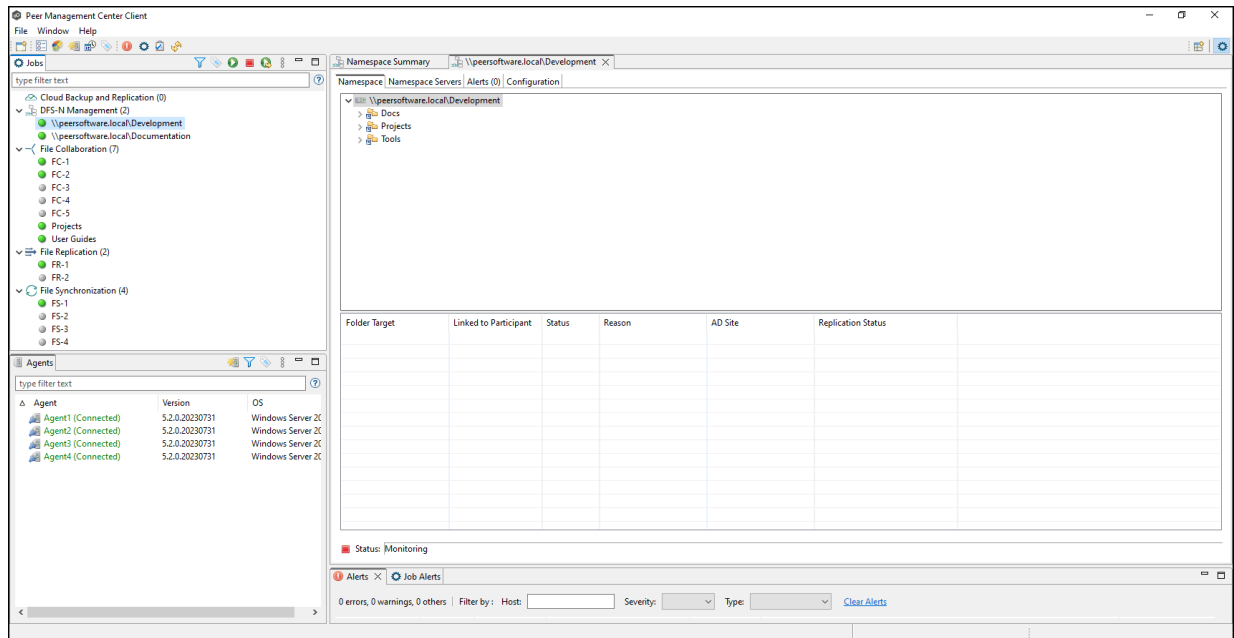 Peer Management Center Client
File Window Help
Jobs
type filter text
Cloud Backup and Replication (0)
DFS-N Management (2)
\\peersoftware.local\Development
\\peersoftware.local\Documentation
File Collaboration (7)
FC-1
FC-2
FC-3
FC-4
FC-5
Projects
User Guides
File Replication (2)
FR-1
FR-2
File Synchronization (4)
FS-1
FS-2
FS-3
FS-4
Agents
type filter text
Agent Version OS
Agent1 (Connected) 5.2.0.20230731 Windows Server 20
Agent2 (Connected) 5.2.0.20230731 Windows Server 20
Agent3 (Connected) 5.2.0.20230731 Windows Server 20
Agent4 (Connected) 5.2.0.20230731 Windows Server 20
Namespace Summary \\peersoftware.local\Development
Namespace Namespace Servers Alerts (0) Configuration
\\peersoftware.local\Development
Docs
Projects
Tools
Folder Target Linked to Participant Status Reason AD Site Replication Status
Status: Monitoring
Alerts Job Alerts
0 errors, 0 warnings, 0 others Filter by : Host: Severity: Type: Clear Alerts